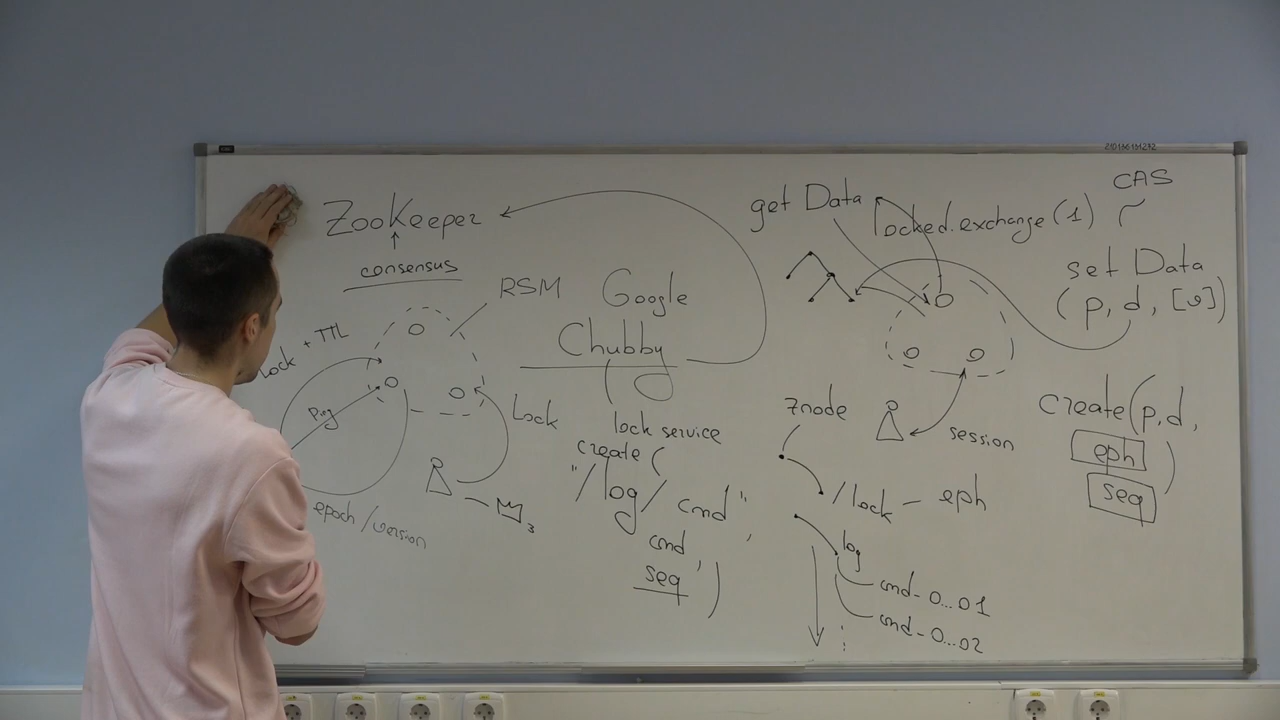 ZooKeeper
consensus
RSM
Google
Chubby
lock service
Lock + TTL
Ping
Lock
epoch / version
3
create (
"/log/ cmd",
cmd,
seq )
get Data
locked.exchange(1)
CAS
set Data
(p, d, [v])
znode
session
/lock - eph
log
cmd-0...01
cmd-0...02
create(p,d,
eph
seq )